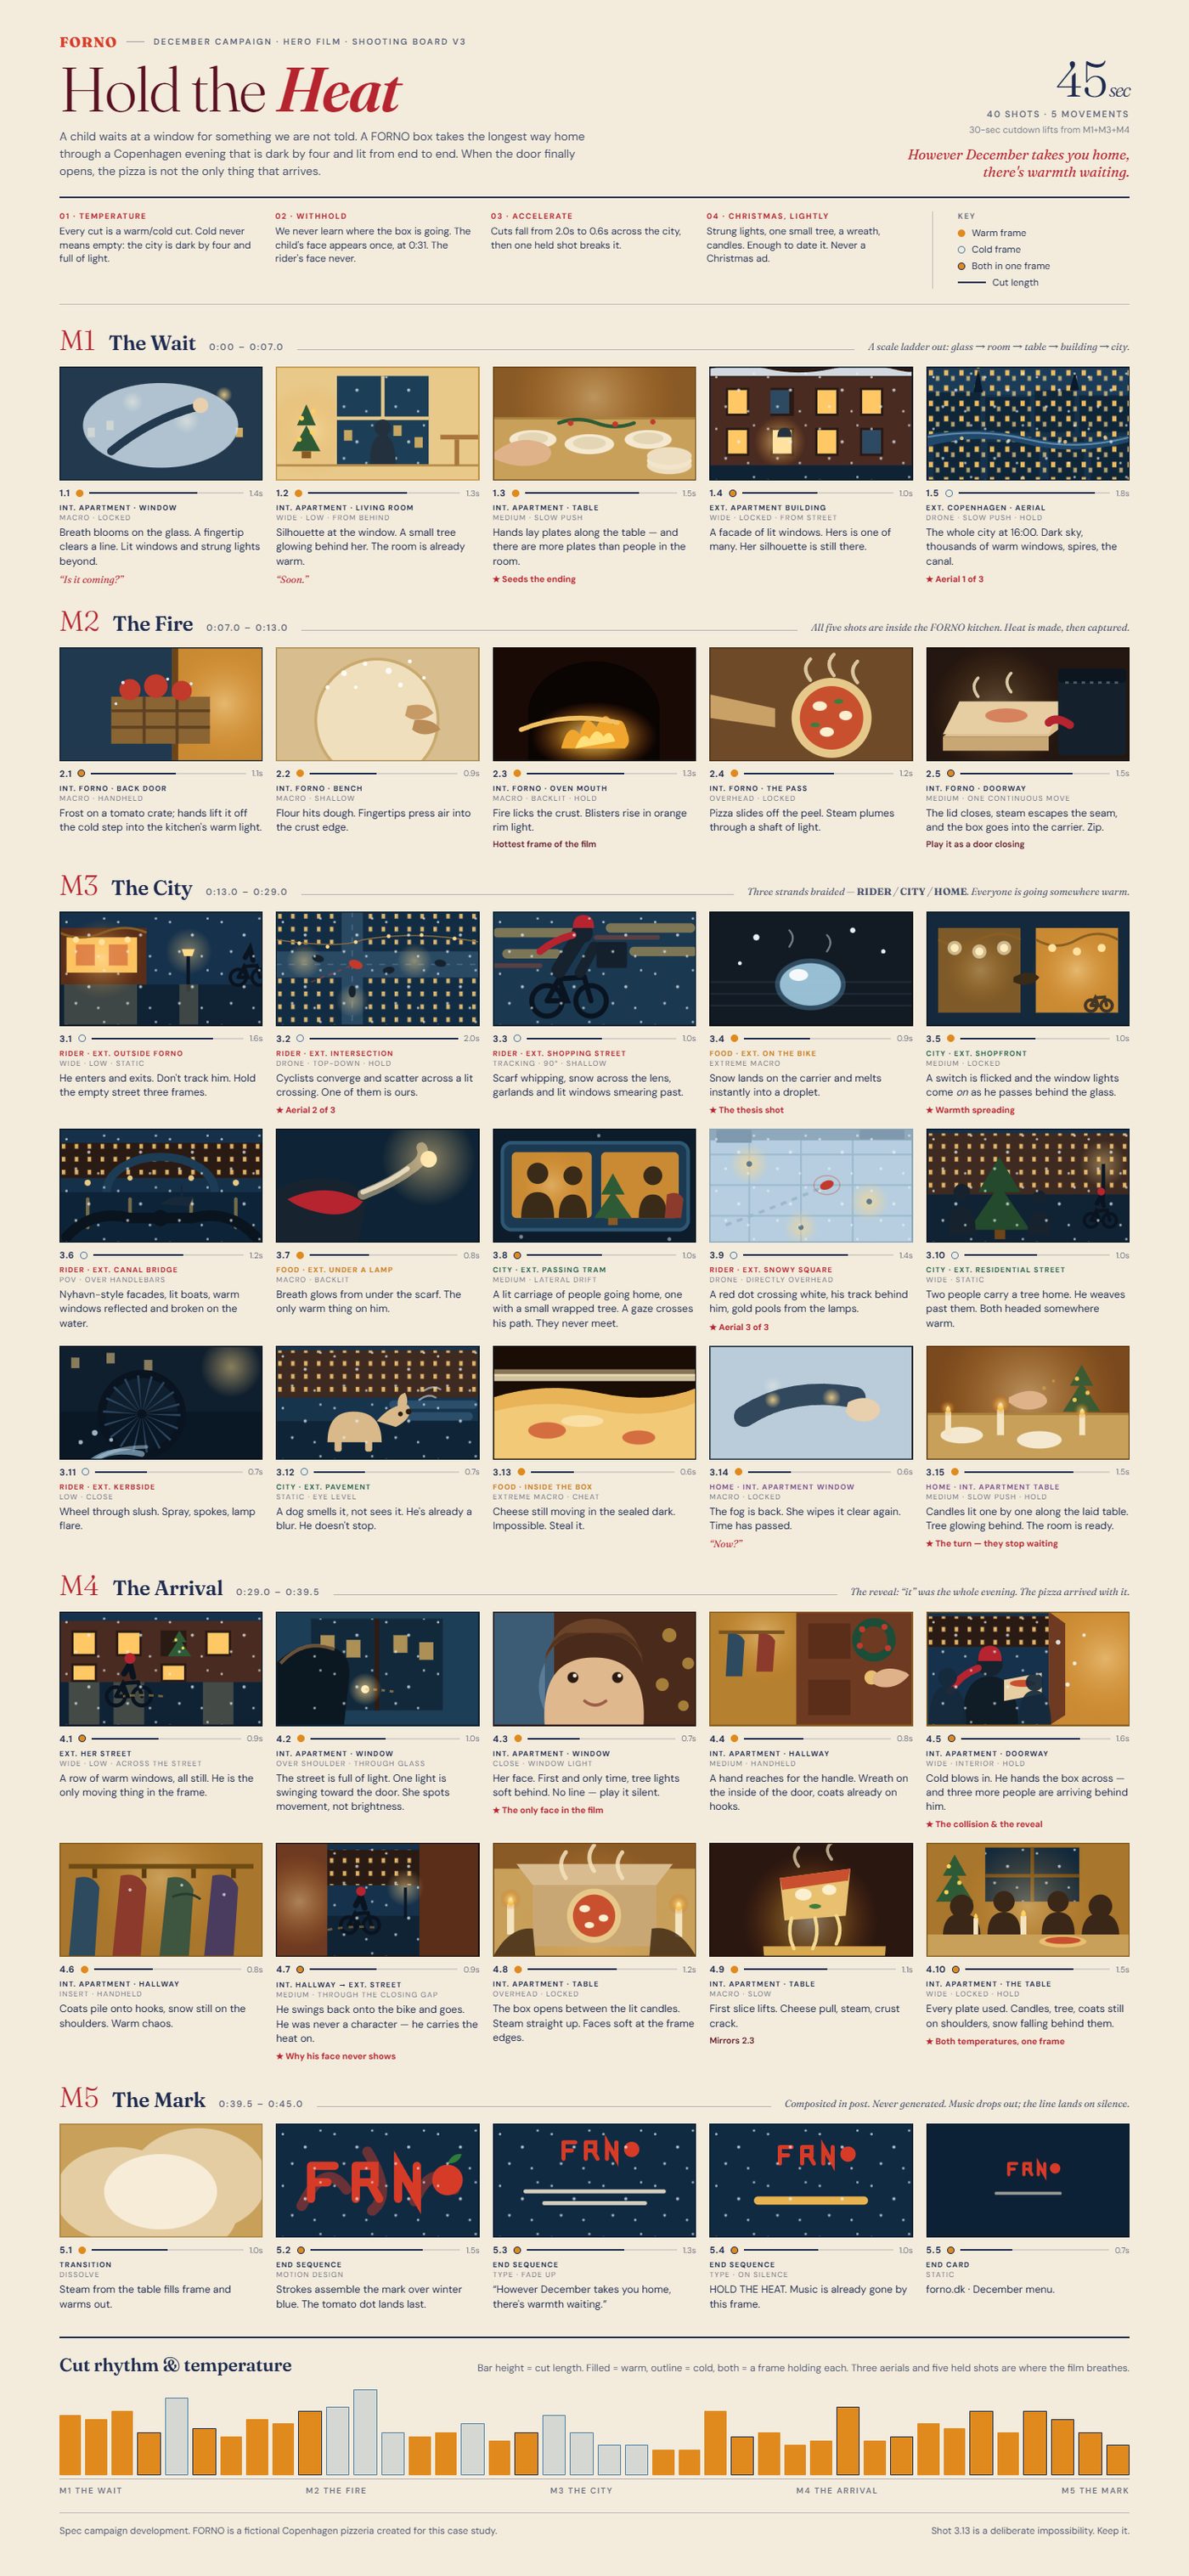 FORNO — DECEMBER CAMPAIGN · HERO FILM · SHOOTING BOARD V3
Hold the Heat
A child waits at a window for something we are not told. A FORNO box takes the longest way home
through a Copenhagen evening that is dark by four and lit from end to end. When the door finally
opens, the pizza is not the only thing that arrives.
45 sec
40 SHOTS · 5 MOVEMENTS
30-sec cutdown lifts from M1+M3+M4
However December takes you home,
there's warmth waiting.
01 · TEMPERATURE
Every cut is a warm/cold cut. Cold never
means empty: the city is dark by four and
full of light.
02 · WITHHOLD
We never learn where the box is going. The
child's face appears once, at 0:31. The
rider's face never.
03 · ACCELERATE
Cuts fall from 2.0s to 0.6s across the city,
then one held shot breaks it.
04 · CHRISTMAS, LIGHTLY
Strung lights, one small tree, a wreath,
candles. Enough to date it. Never a
Christmas ad.
KEY
Warm frame
Cold frame
Both in one frame
Cut length
M1 The Wait 0:00 – 0:07.0
A scale ladder out: glass → room → table → building → city.
1.1 1.4s
INT. APARTMENT · WINDOW
MACRO · LOCKED
Breath blooms on the glass. A fingertip
clears a line. Lit windows and strung lights
beyond.
“Is it coming?”
1.2 1.3s
INT. APARTMENT · LIVING ROOM
WIDE · LOW · FROM BEHIND
Silhouette at the window. A small tree
glowing behind her. The room is already
warm.
“Soon.”
1.3 1.5s
INT. APARTMENT · TABLE
MEDIUM · SLOW PUSH
Hands lay plates along the table — and
there are more plates than people in the
room.
★ Seeds the ending
1.4 1.0s
EXT. APARTMENT BUILDING
WIDE · LOCKED · FROM STREET
A facade of lit windows. Hers is one of
many. Her silhouette is still there.
1.5 1.8s
EXT. COPENHAGEN · AERIAL
DRONE · SLOW PUSH · HOLD
The whole city at 16:00. Dark sky,
thousands of warm windows, spires, the
canal.
★ Aerial 1 of 3
M2 The Fire 0:07.0 – 0:13.0
All five shots are inside the FORNO kitchen. Heat is made, then captured.
2.1 1.1s
INT. FORNO · BACK DOOR
MACRO · HANDHELD
Frost on a tomato crate; hands lift it off
the cold step into the kitchen's warm light.
2.2 0.9s
INT. FORNO · BENCH
MACRO · SHALLOW
Flour hits dough. Fingertips press air into
the crust edge.
2.3 1.3s
INT. FORNO · OVEN MOUTH
MACRO · BACKLIT · HOLD
Fire licks the crust. Blisters rise in orange
rim light.
Hottest frame of the film
2.4 1.2s
INT. FORNO · THE PASS
OVERHEAD · LOCKED
Pizza slides off the peel. Steam plumes
through a shaft of light.
2.5 1.5s
INT. FORNO · DOORWAY
MEDIUM · ONE CONTINUOUS MOVE
The lid closes, steam escapes the seam,
and the box goes into the carrier. Zip.
Play it as a door closing
M3 The City 0:13.0 – 0:29.0
Three strands braided — RIDER / CITY / HOME. Everyone is going somewhere warm.
3.1 1.6s
RIDER · EXT. OUTSIDE FORNO
WIDE · LOW · STATIC
He enters and exits. Don't track him. Hold
the empty street three frames.
3.2 2.0s
RIDER · EXT. INTERSECTION
DRONE · TOP-DOWN · HOLD
Cyclists converge and scatter across a lit
crossing. One of them is ours.
★ Aerial 2 of 3
3.3 1.0s
RIDER · EXT. SHOPPING STREET
TRACKING · 90° · SHALLOW
Scarf whipping, snow across the lens,
garlands and lit windows smearing past.
3.4 0.9s
FOOD · EXT. ON THE BIKE
EXTREME MACRO
Snow lands on the carrier and melts
instantly into a droplet.
★ The thesis shot
3.5 1.0s
CITY · EXT. SHOPFRONT
MEDIUM · LOCKED
A switch is flicked and the window lights
come on as he passes behind the glass.
★ Warmth spreading
3.6 1.2s
RIDER · EXT. CANAL BRIDGE
POV · OVER HANDLEBARS
Nyhavn-style facades, lit boats, warm
windows reflected and broken on the
water.
3.7 0.8s
FOOD · EXT. UNDER A LAMP
MACRO · BACKLIT
Breath glows from under the scarf. The
only warm thing on him.
3.8 1.0s
CITY · EXT. PASSING TRAM
MEDIUM · LATERAL DRIFT
A lit carriage of people going home, one
with a small wrapped tree. A gaze crosses
his path. They never meet.
3.9 1.4s
RIDER · EXT. SNOWY SQUARE
DRONE · DIRECTLY OVERHEAD
A red dot crossing white, his track behind
him, gold pools from the lamps.
★ Aerial 3 of 3
3.10 1.0s
CITY · EXT. RESIDENTIAL STREET
WIDE · STATIC
Two people carry a tree home. He weaves
past them. Both headed somewhere
warm.
3.11 0.7s
RIDER · EXT. KERBSIDE
LOW · CLOSE
Wheel through slush. Spray, spokes, lamp
flare.
3.12 0.7s
CITY · EXT. PAVEMENT
STATIC · EYE LEVEL
A dog smells it, not sees it. He's already a
blur. He doesn't stop.
3.13 0.6s
FOOD · INSIDE THE BOX
EXTREME MACRO · CHEAT
Cheese still moving in the sealed dark.
Impossible. Steal it.
3.14 0.6s
HOME · INT. APARTMENT WINDOW
MACRO · LOCKED
The fog is back. She wipes it clear again.
Time has passed.
“Now?”
3.15 1.5s
HOME · INT. APARTMENT TABLE
MEDIUM · SLOW PUSH · HOLD
Candles lit one by one along the laid table.
Tree glowing behind. The room is ready.
★ The turn — they stop waiting
M4 The Arrival 0:29.0 – 0:39.5
The reveal: “it” was the whole evening. The pizza arrived with it.
4.1 0.9s
EXT. HER STREET
WIDE · LOW · ACROSS THE STREET
A row of warm windows, all still. He is the
only moving thing in the frame.
4.2 1.0s
INT. APARTMENT · WINDOW
OVER SHOULDER · THROUGH GLASS
The street is full of light. One light is
swinging toward the door. She spots
movement, not brightness.
4.3 0.7s
INT. APARTMENT · WINDOW
CLOSE · WINDOW LIGHT
Her face. First and only time, tree lights
soft behind. No line — play it silent.
★ The only face in the film
4.4 0.8s
INT. APARTMENT · HALLWAY
MEDIUM · HANDHELD
A hand reaches for the handle. Wreath on
the inside of the door, coats already on
hooks.
4.5 1.6s
INT. APARTMENT · DOORWAY
WIDE · INTERIOR · HOLD
Cold blows in. He hands the box across —
and three more people are arriving behind
him.
★ The collision & the reveal
4.6 0.8s
INT. APARTMENT · HALLWAY
INSERT · HANDHELD
Coats pile onto hooks, snow still on the
shoulders. Warm chaos.
4.7 0.9s
INT. HALLWAY → EXT. STREET
MEDIUM · THROUGH THE CLOSING GAP
He swings back onto the bike and goes.
He was never a character — he carries the
heat on.
★ Why his face never shows
4.8 1.2s
INT. APARTMENT · TABLE
OVERHEAD · LOCKED
The box opens between the lit candles.
Steam straight up. Faces soft at the frame
edges.
4.9 1.1s
INT. APARTMENT · TABLE
MACRO · SLOW
First slice lifts. Cheese pull, steam, crust
crack.
Mirrors 2.3
4.10 1.5s
INT. APARTMENT · THE TABLE
WIDE · LOCKED · HOLD
Every plate used. Candles, tree, coats still
on shoulders, snow falling behind them.
★ Both temperatures, one frame
M5 The Mark 0:39.5 – 0:45.0
Composited in post. Never generated. Music drops out; the line lands on silence.
5.1 1.0s
TRANSITION
DISSOLVE
Steam from the table fills frame and
warms out.
5.2 1.5s
END SEQUENCE
MOTION DESIGN
Strokes assemble the mark over winter
blue. The tomato dot lands last.
5.3 1.3s
END SEQUENCE
TYPE · FADE UP
“However December takes you home,
there's warmth waiting.”
5.4 1.0s
END SEQUENCE
TYPE · ON SILENCE
HOLD THE HEAT. Music is already gone by
this frame.
5.5 0.7s
END CARD
STATIC
forno.dk · December menu.
Cut rhythm & temperature
Bar height = cut length. Filled = warm, outline = cold, both = a frame holding each. Three aerials and five held shots are where the film breathes.
M1 THE WAIT
M2 THE FIRE
M3 THE CITY
M4 THE ARRIVAL
M5 THE MARK
Spec campaign development. FORNO is a fictional Copenhagen pizzeria created for this case study.
Shot 3.13 is a deliberate impossibility. Keep it.